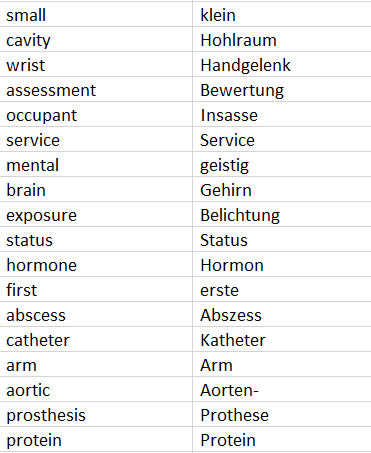 small klein
cavity Hohlraum
wrist Handgelenk
assessment Bewertung
occupant Insasse
service Service
mental geistig
brain Gehirn
exposure Belichtung
status Status
hormone Hormon
first erste
abscess Abszess
catheter Katheter
arm Arm
aortic Aorten-
prosthesis Prothese
protein Protein